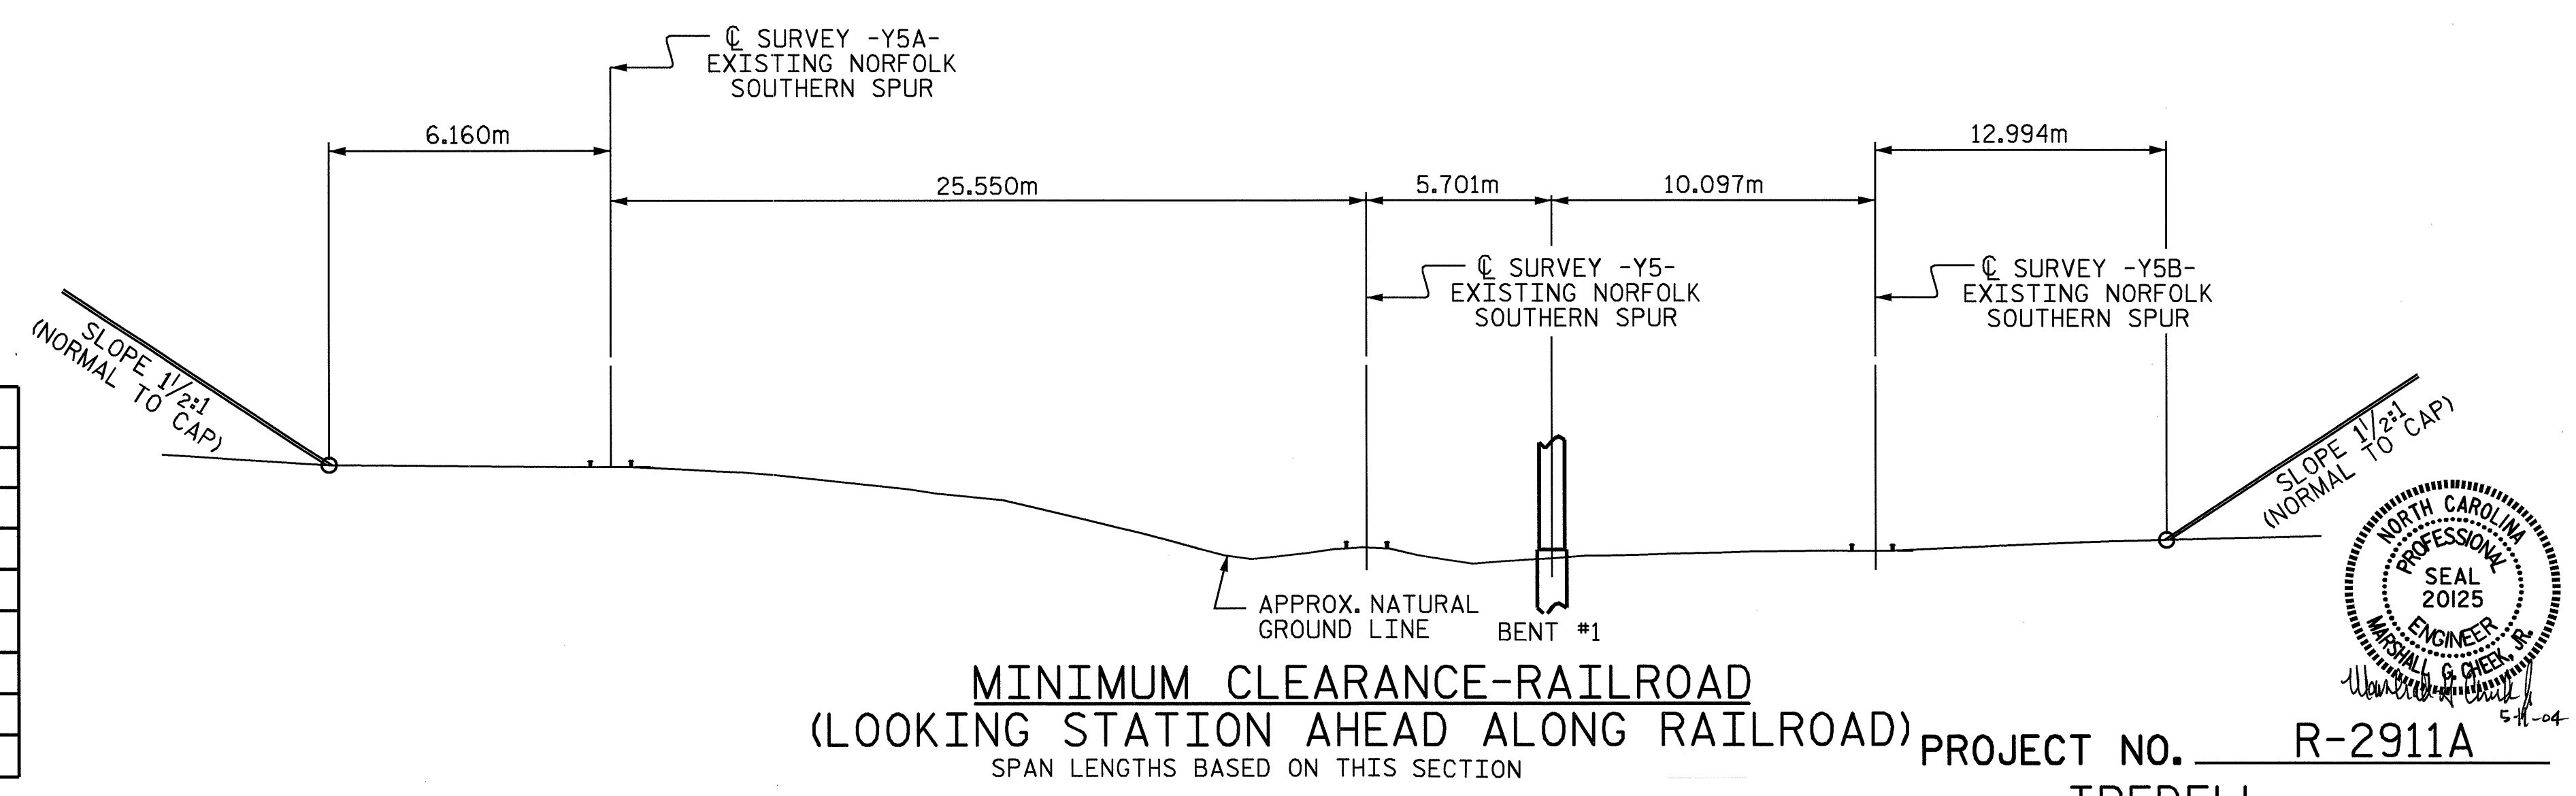 ℄ SURVEY -Y5A-
EXISTING NORFOLK
SOUTHERN SPUR
6.160m
12.994m
25.550m
5.701m
10.097m
℄ SURVEY -Y5-
EXISTING NORFOLK
SOUTHERN SPUR
℄ SURVEY -Y5B-
EXISTING NORFOLK
SOUTHERN SPUR
SLOPE 1½:1
(NORMAL TO CAP)
SLOPE 1½:1
(NORMAL TO CAP)
APPROX. NATURAL
GROUND LINE
BENT #1
NORTH CAROLINA
PROFESSIONAL
SEAL
20125
ENGINEER
MARSHALL G. CHEEK, JR.
MINIMUM CLEARANCE-RAILROAD
(LOOKING STATION AHEAD ALONG RAILROAD)
SPAN LENGTHS BASED ON THIS SECTION
PROJECT NO. R-2911A
IREDELL